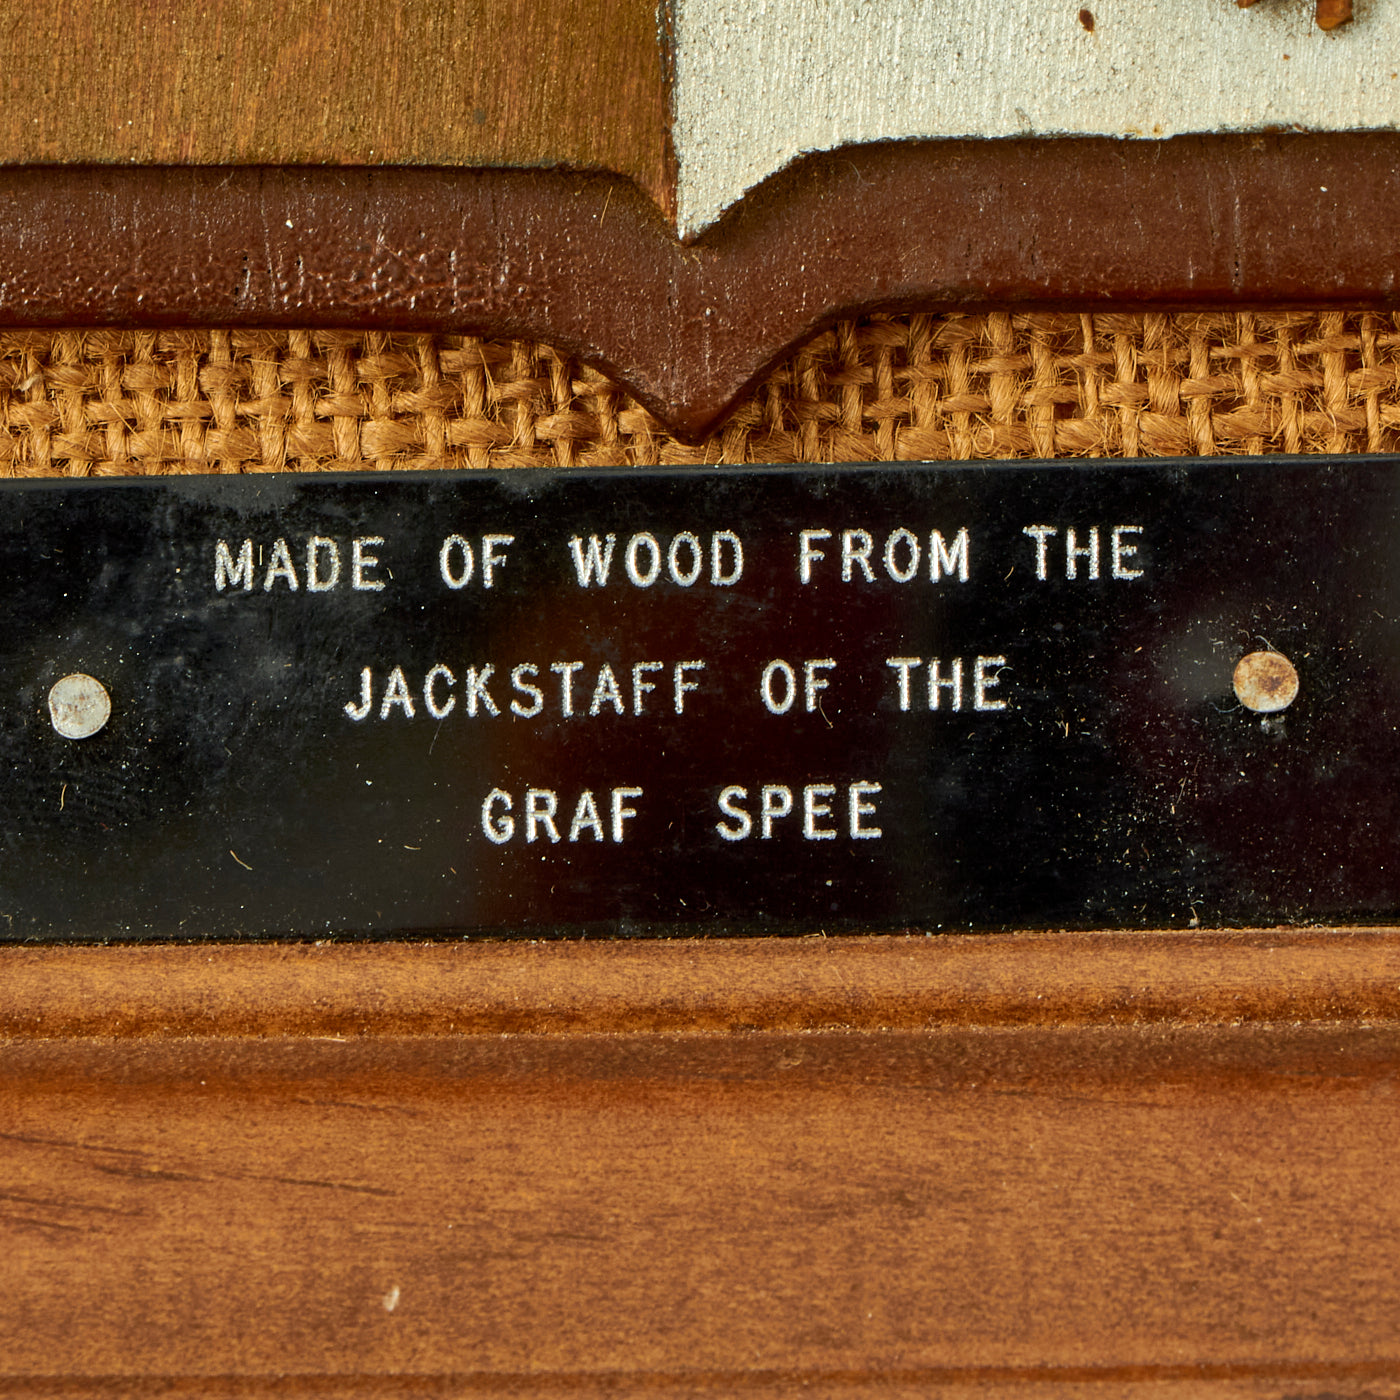 MADE OF WOOD FROM THE
JACKSTAFF OF THE
GRAF SPEE